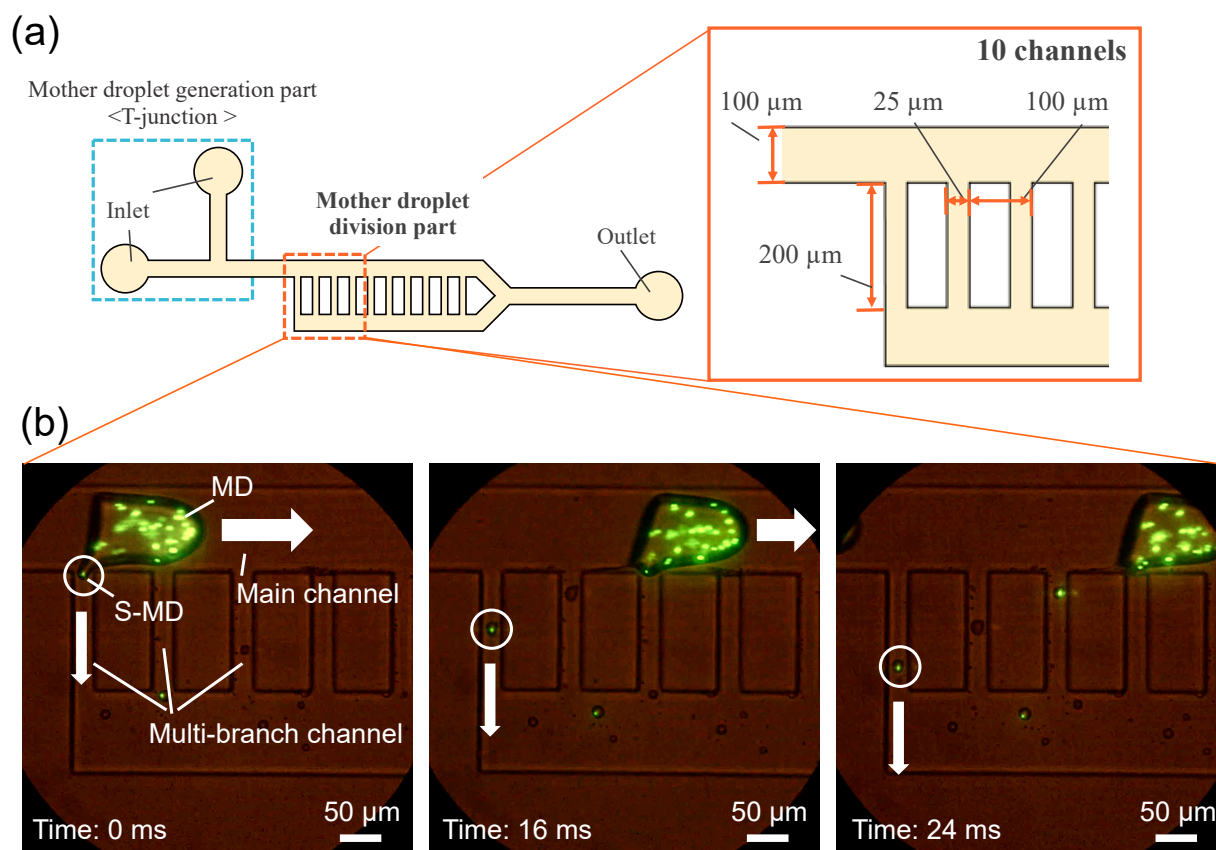 (a)
Mother droplet generation part
<T-junction >
Inlet
Mother droplet
division part
Outlet
10 channels
100 µm
25 µm
100 µm
200 µm
(b)
MD
Main channel
S-MD
Multi-branch channel
Time: 0 ms
50 µm
Time: 16 ms
50 µm
Time: 24 ms
50 µm